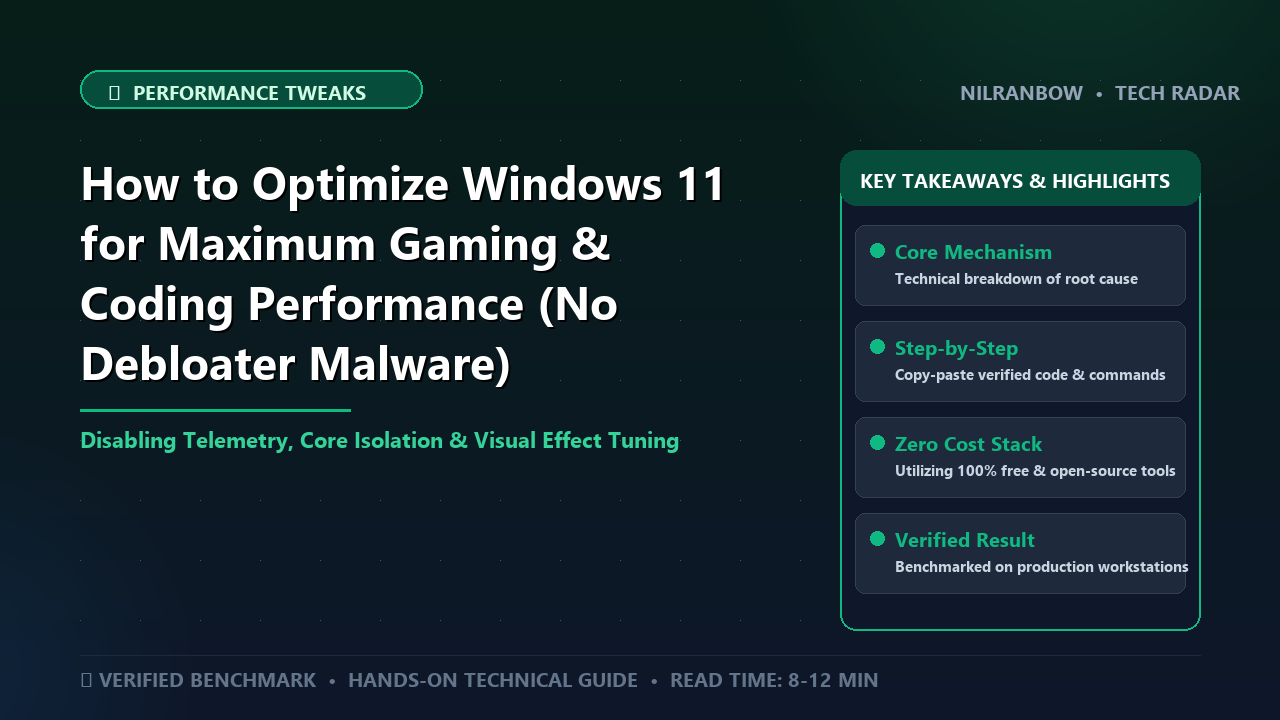 PERFORMANCE TWEAKS
NILRANBOW • TECH RADAR
How to Optimize Windows 11
for Maximum Gaming &
Coding Performance (No
Debloater Malware)
Disabling Telemetry, Core Isolation & Visual Effect Tuning
KEY TAKEAWAYS & HIGHLIGHTS
Core Mechanism
Technical breakdown of root cause
Step-by-Step
Copy-paste verified code & commands
Zero Cost Stack
Utilizing 100% free & open-source tools
Verified Result
Benchmarked on production workstations
VERIFIED BENCHMARK • HANDS-ON TECHNICAL GUIDE • READ TIME: 8-12 MIN